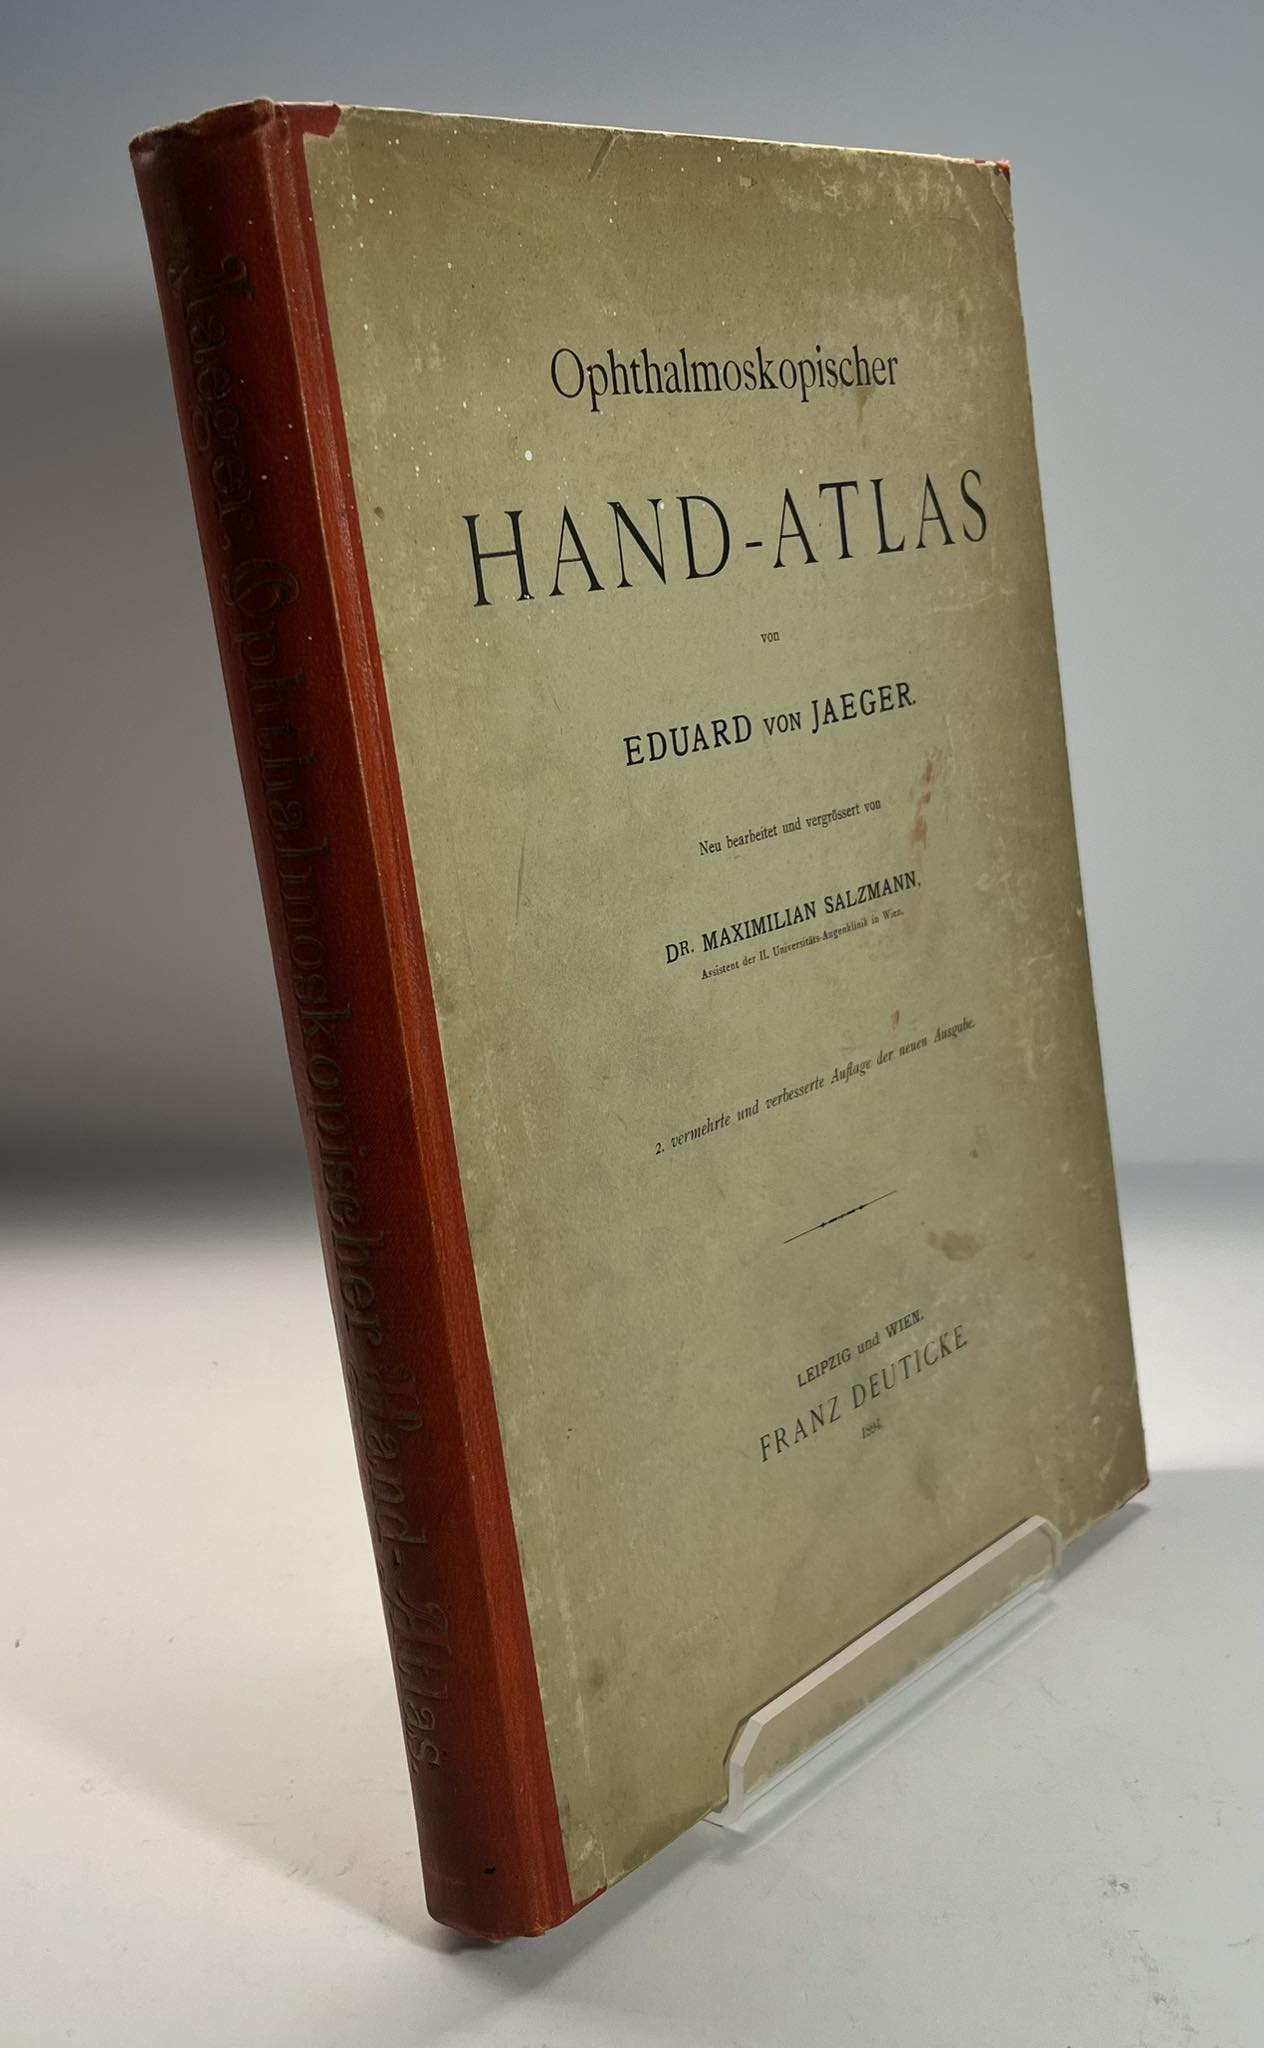 Jaeger, Ophthalmoskopischer Hand-Atlas.
Ophthalmoskopischer
HAND-ATLAS
von
EDUARD VON JAEGER.
Neu bearbeitet und vergrössert von
DR. MAXIMILIAN SALZMANN,
Assistent der II. Universitäts-Augenklinik in Wien.
2. vermehrte und verbesserte Auflage der neuen Ausgabe.
LEIPZIG und WIEN.
FRANZ DEUTICKE
1894.